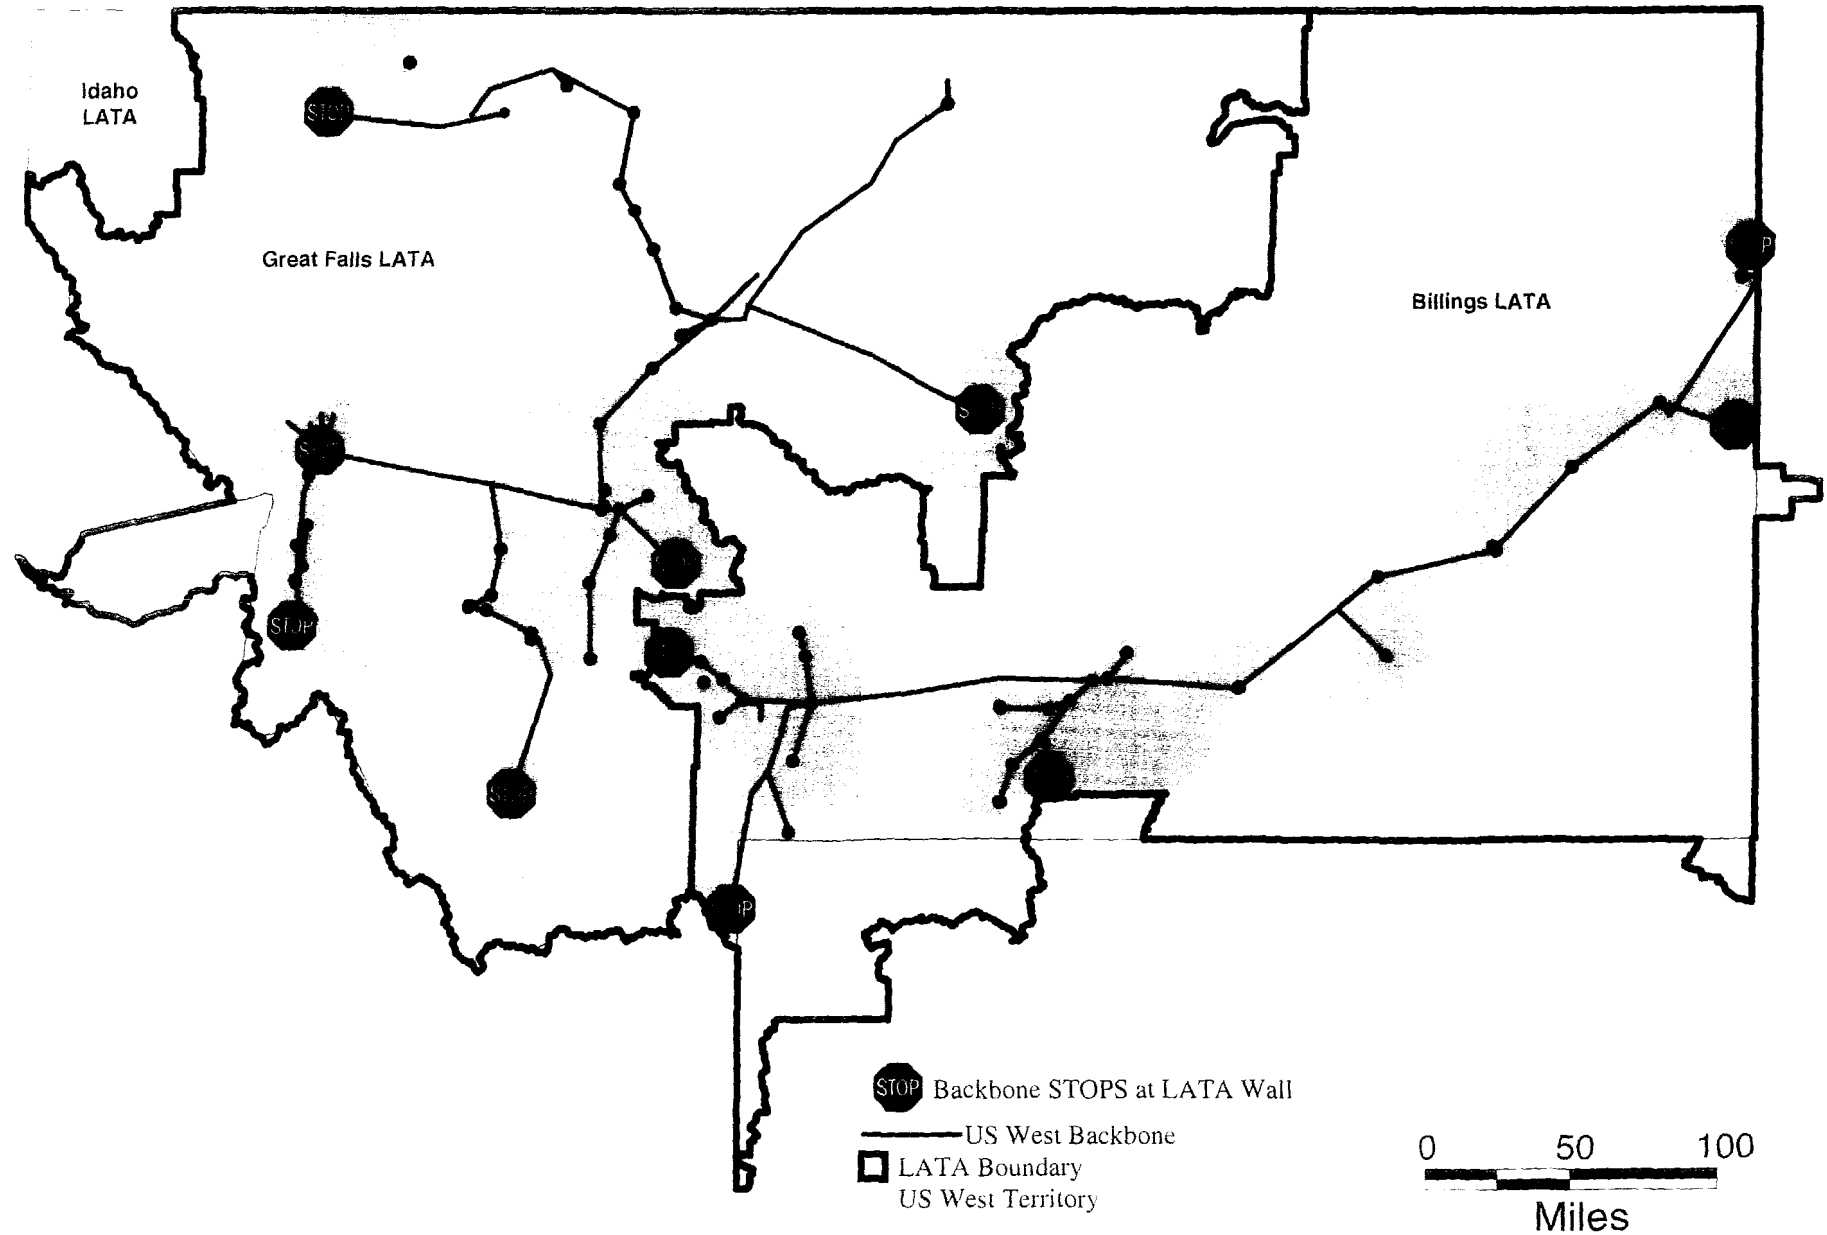 Idaho
LATA
STOP
Great Falls LATA
Billings LATA
STOP
STOP Backbone STOPS at LATA Wall
US West Backbone
LATA Boundary
US West Territory
0 50 100
Miles